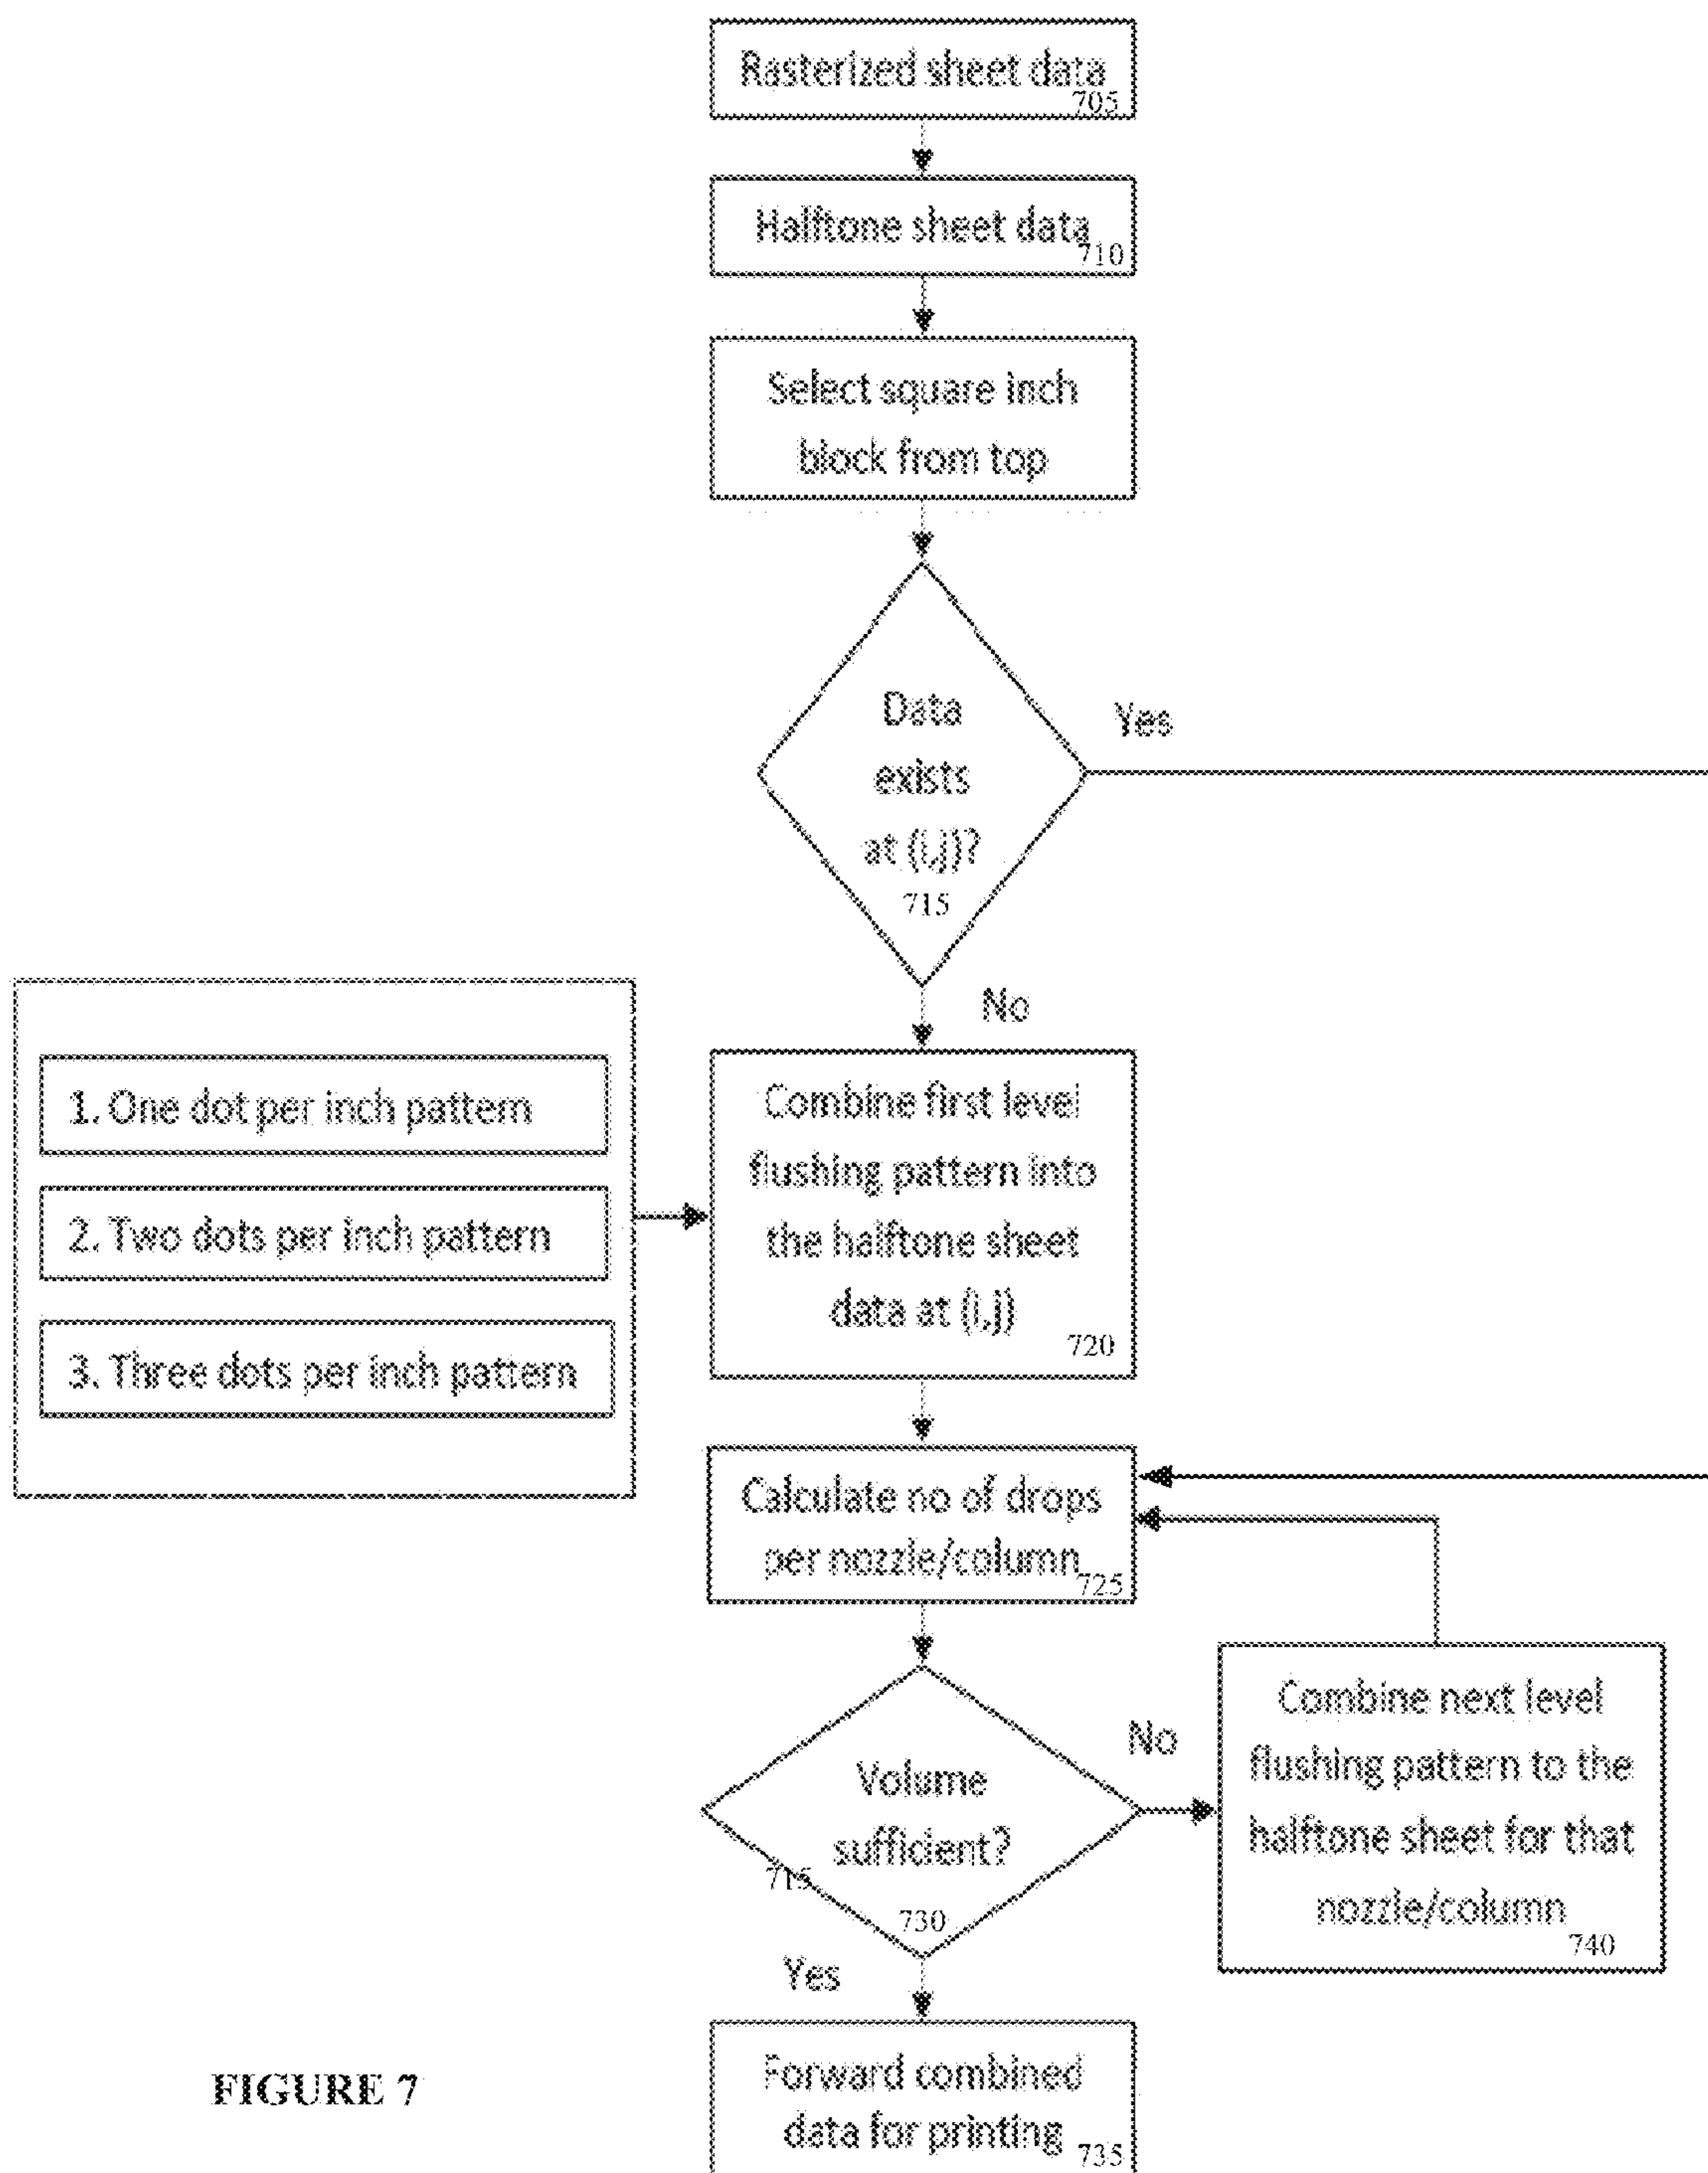 Rasterized sheet data
705
Halftone sheet data
710
Select square inch
block from top
Data
exists
at (i,j)?
715
Yes
No
1. One dot per inch pattern
2. Two dots per inch pattern
3. Three dots per inch pattern
Combine first level
flushing pattern into
the halftone sheet
data at (i,j)
720
Calculate no of drops
per nozzle/column
725
Volume
sufficient?
715
730
No
Yes
Combine next level
flushing pattern to the
halftone sheet for that
nozzle/column
740
Forward combined
data for printing
735
FIGURE 7